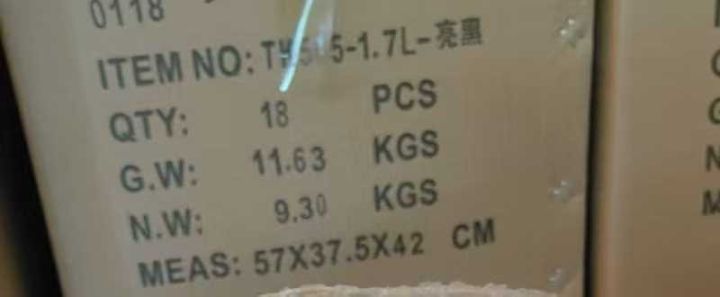 0118
ITEM NO: 5-1.7L-亮黑
QTY: 18 PCS
G.W: 11.63 KGS
N.W: 9.30 KGS
MEAS: 57X37.5X42 CM